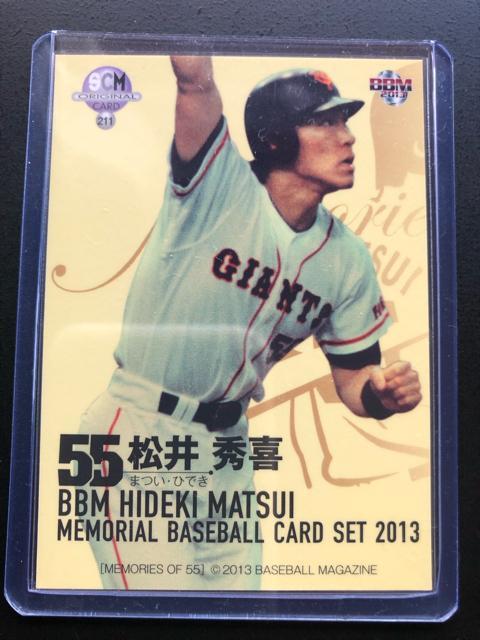 SCM
ORIGINAL
CARD
211
BBM
2013
GIANTS
55 松井 秀喜
まつい・ひでき
BBM HIDEKI MATSUI
MEMORIAL BASEBALL CARD SET 2013
[MEMORIES OF 55] © 2013 BASEBALL MAGAZINE